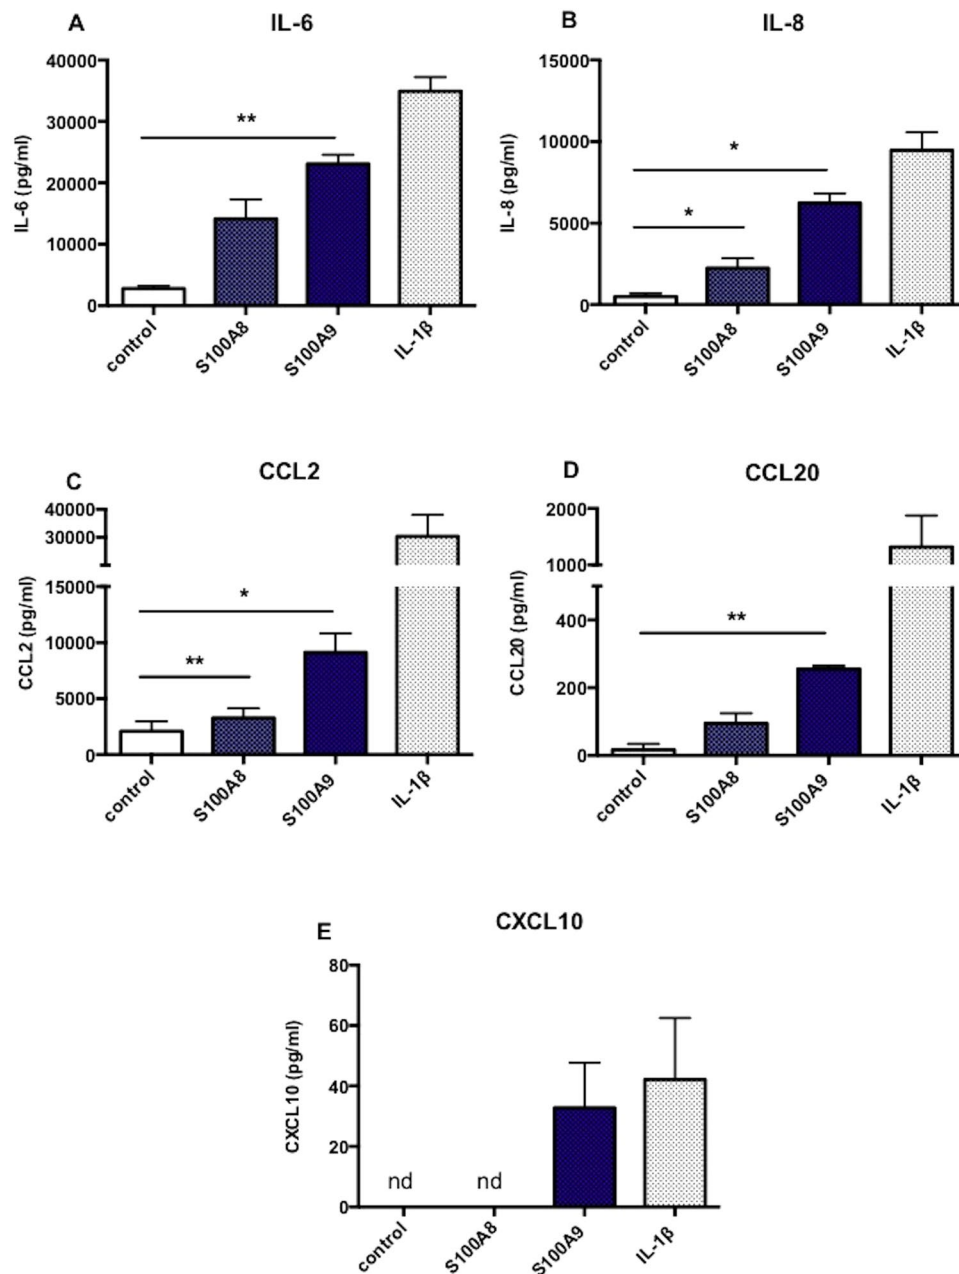 A
IL-6
IL-6 (pg/ml)
40000
30000
20000
10000
0
**
control
S100A8
S100A9
IL-1β
B
IL-8
IL-8 (pg/ml)
15000
10000
5000
0
*
*
control
S100A8
S100A9
IL-1β
C
CCL2
CCL2 (pg/ml)
40000
30000
15000
10000
5000
0
*
**
control
S100A8
S100A9
IL-1β
D
CCL20
CCL20 (pg/ml)
2000
1000
400
200
0
**
control
S100A8
S100A9
IL-1β
E
CXCL10
CXCL10 (pg/ml)
80
60
40
20
0
nd
nd
control
S100A8
S100A9
IL-1β